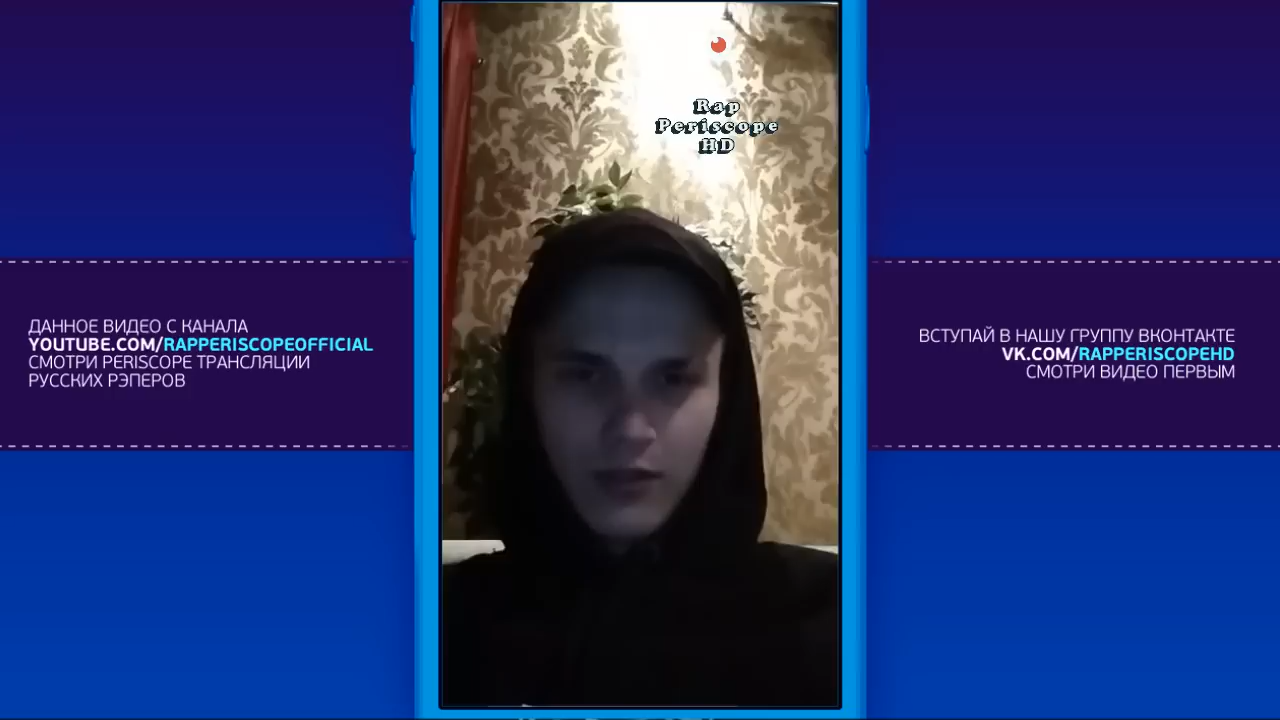 Rap
Periscope
HD
ДАННОЕ ВИДЕО С КАНАЛА
YOUTUBE.COM/RAPPERISCOPEOFFICIAL
СМОТРИ PERISCOPE ТРАНСЛЯЦИИ
РУССКИХ РЭПЕРОВ
ВСТУПАЙ В НАШУ ГРУППУ ВКОНТАКТЕ
VK.COM/RAPPERISCOPEHD
СМОТРИ ВИДЕО ПЕРВЫМ